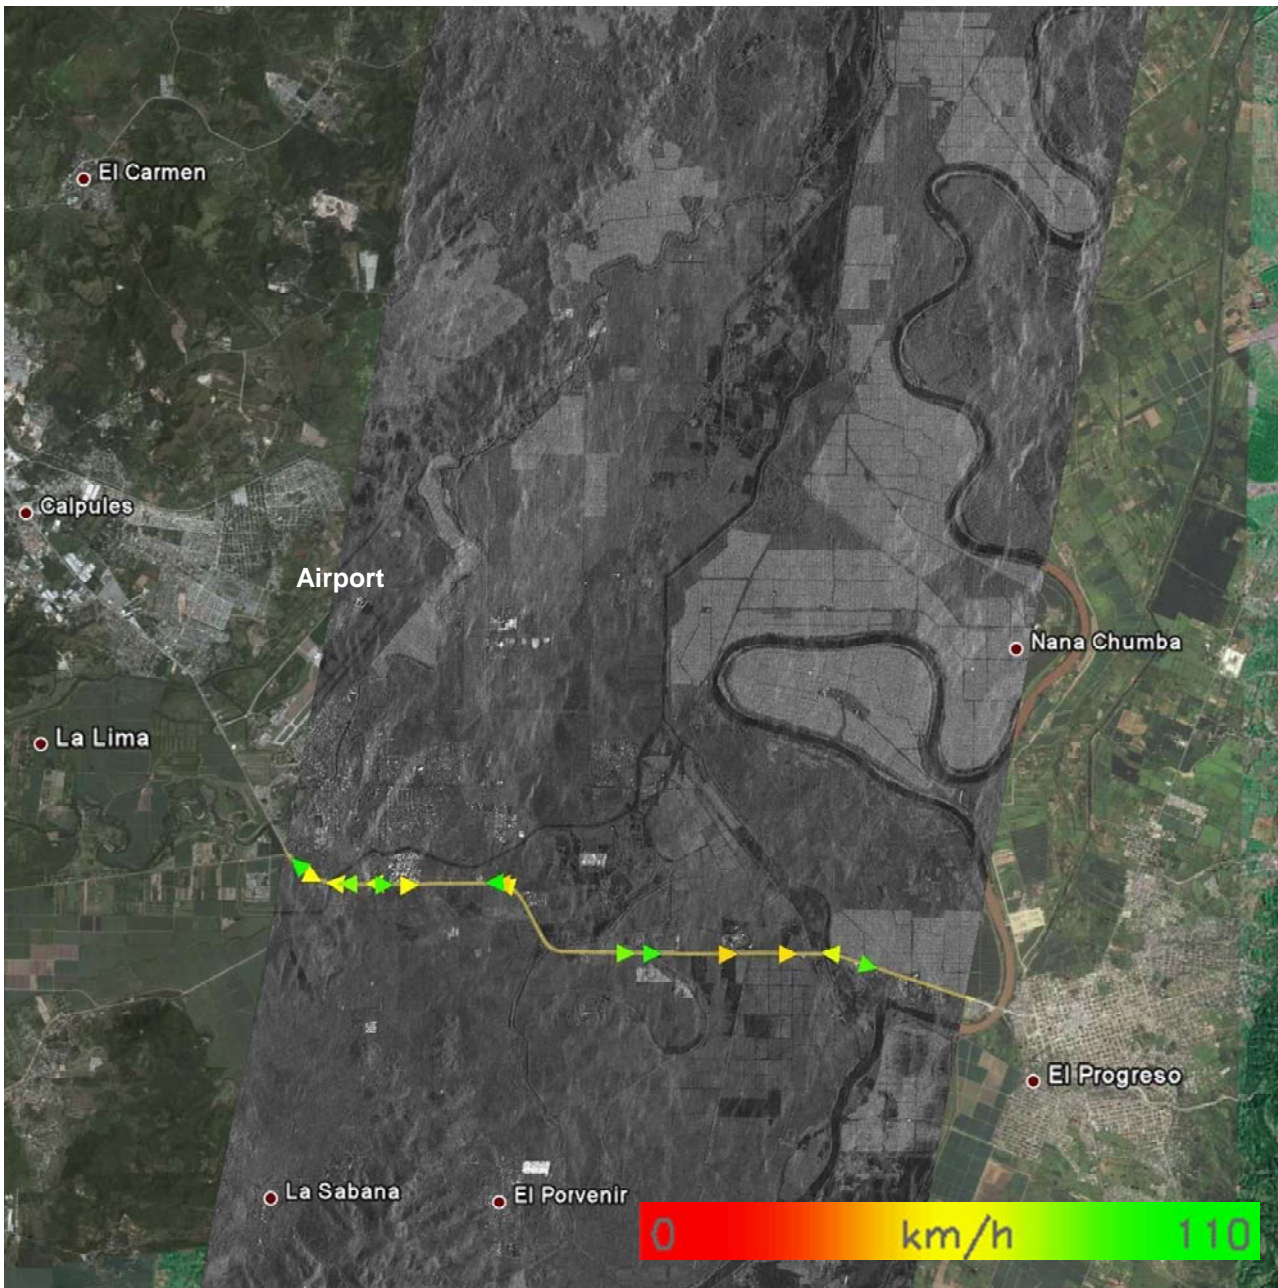 El Carmen
Calpules
Airport
Nana Chumba
La Lima
El Progreso
La Sabana
El Porvenir
0 km/h 110